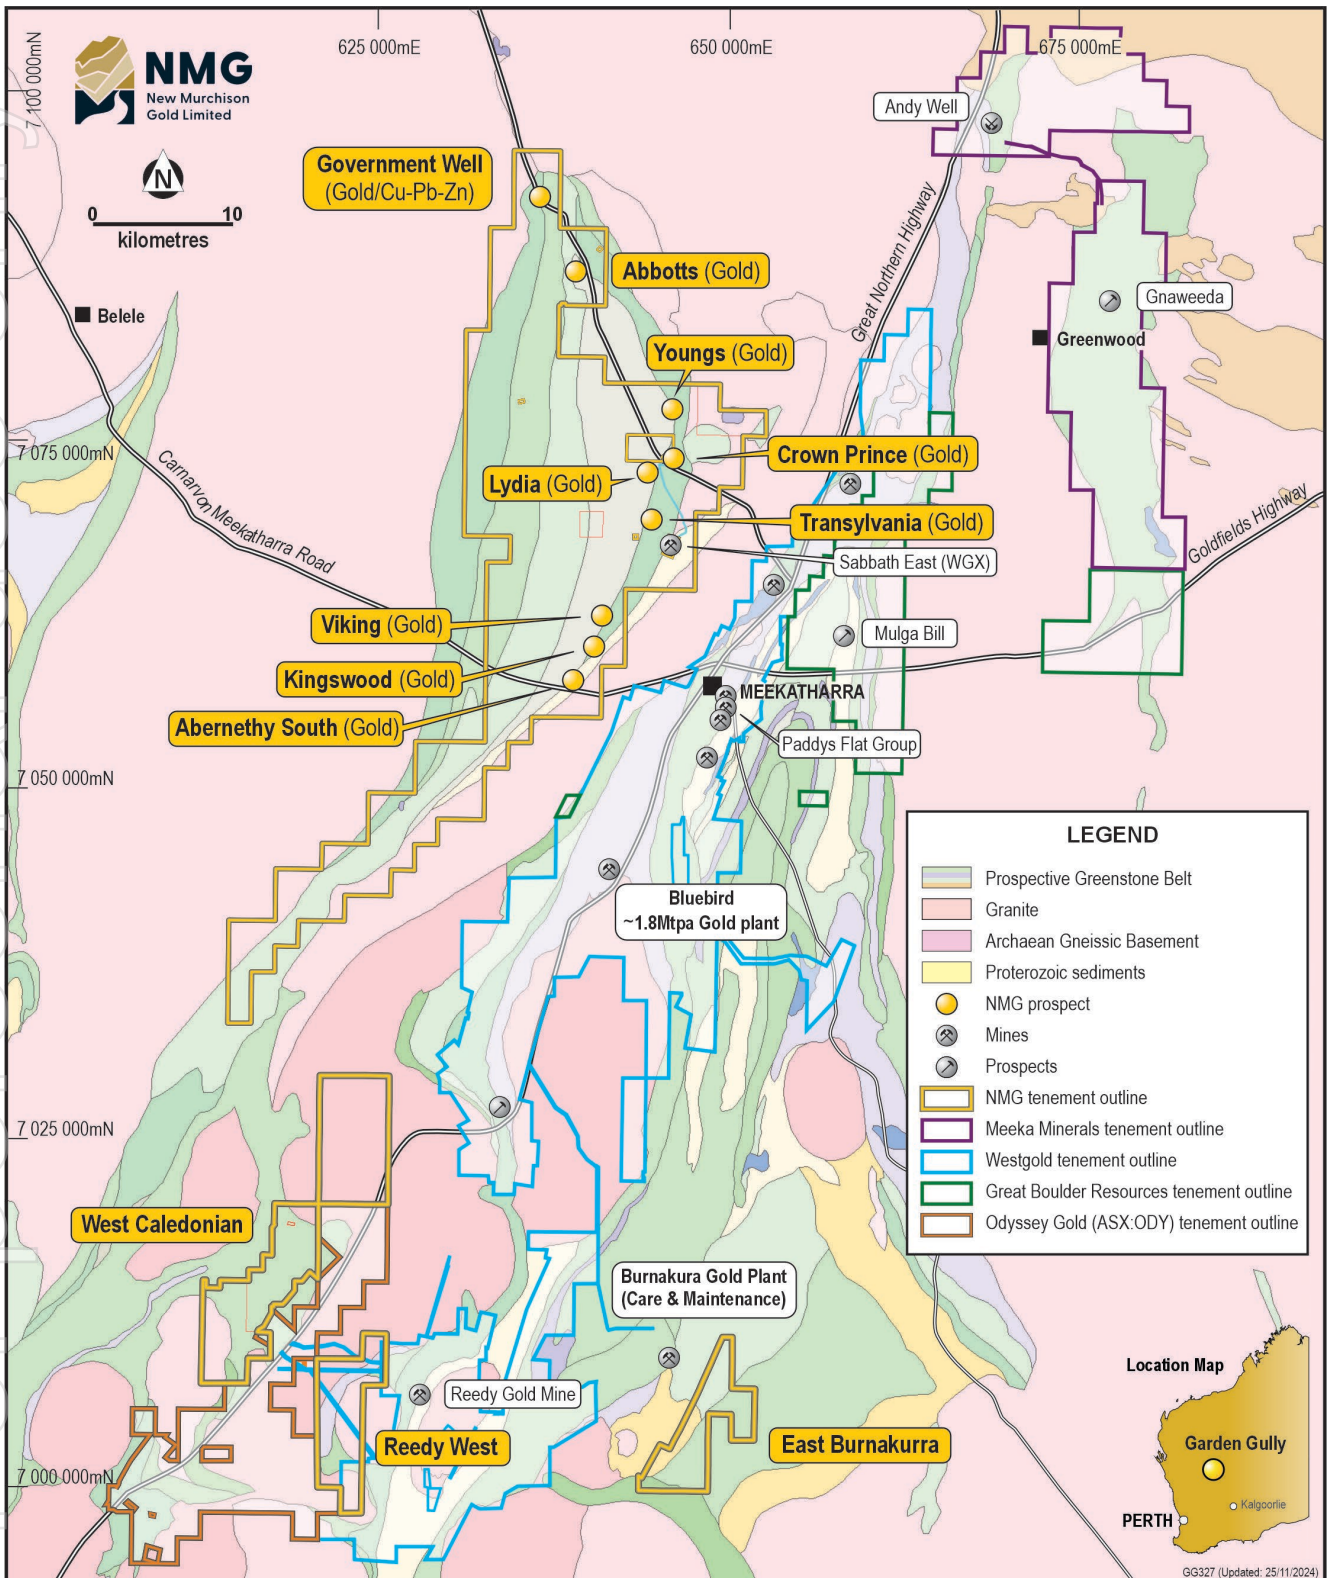 625 000mE
650 000mE
675 000mE
7 100 000mN
NMG
New Murchison
Gold Limited
N
0 10
kilometres
Andy Well
Government Well
(Gold/Cu-Pb-Zn)
Abbotts (Gold)
Great Northern Highway
Gnaweeda
Belele
Greenwood
Youngs (Gold)
7 075 000mN
Crown Prince (Gold)
Carnarvon Meekatharra Road
Lydia (Gold)
Transylvania (Gold)
Goldfields Highway
Sabbath East (WGX)
Viking (Gold)
Mulga Bill
Kingswood (Gold)
MEEKATHARRA
Abernethy South (Gold)
Paddys Flat Group
7 050 000mN
Bluebird
~1.8Mtpa Gold plant
LEGEND
Prospective Greenstone Belt
Granite
Archaean Gneissic Basement
Proterozoic sediments
NMG prospect
Mines
Prospects
NMG tenement outline
Meeka Minerals tenement outline
Westgold tenement outline
Great Boulder Resources tenement outline
Odyssey Gold (ASX:ODY) tenement outline
7 025 000mN
West Caledonian
Burnakura Gold Plant
(Care & Maintenance)
Reedy Gold Mine
Reedy West
East Burnakurra
7 000 000mN
Location Map
Garden Gully
Kalgoorlie
PERTH
GG327 (Updated: 25/11/2024)